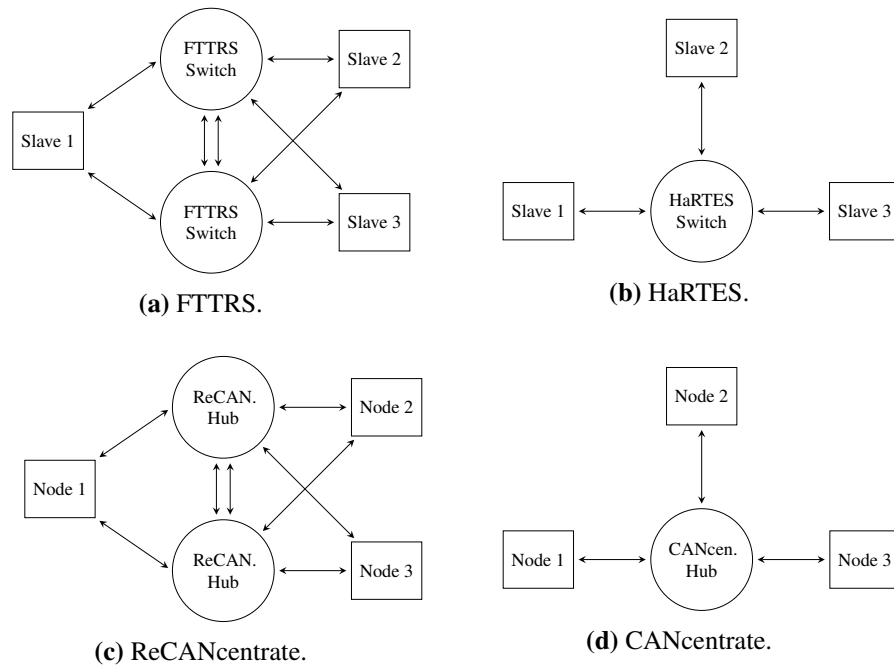 FTTRS
Switch
Slave 2
Slave 1
FTTRS
Switch
Slave 3
(a) FTTRS.
Slave 2
Slave 1
HaRTES
Switch
Slave 3
(b) HaRTES.
ReCAN.
Hub
Node 2
Node 1
ReCAN.
Hub
Node 3
(c) ReCANcentrate.
Node 2
Node 1
CANcen.
Hub
Node 3
(d) CANcentrate.